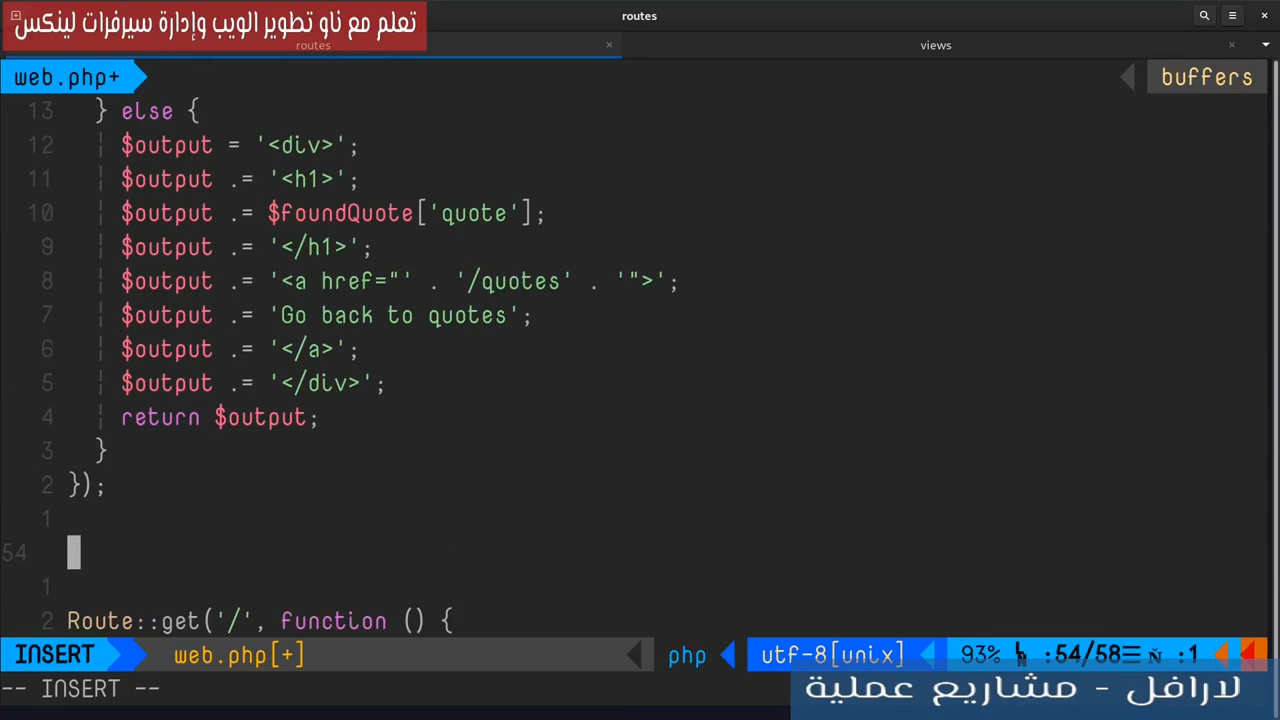 تعلم مع ناو تطوير الويب وإدارة سيرفرات لينكس
routes
routes × views ×
web.php+ buffers
13 } else {
12 $output = '<div>';
11 $output .= '<h1>';
10 $output .= $foundQuote['quote'];
9 $output .= '</h1>';
8 $output .= '<a href="' . '/quotes' . '">';
7 $output .= 'Go back to quotes';
6 $output .= '</a>';
5 $output .= '</div>';
4 return $output;
3 }
2 });
1
54
1
2 Route::get('/', function () {
INSERT web.php[+] php utf-8[unix] 93% ㏑ :54/58☰ Ñ :1
-- INSERT --
لارافل - مشاريع عملية